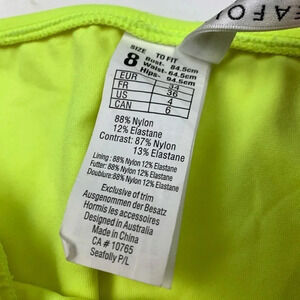 EAFO
SIZE TO FIT
8 Bust- 84.5cm
Waist-64.5cm
Hips- 94.5cm
EUR 34
FR 36
US 4
CAN 6
88% Nylon
12% Elastane
Contrast: 87% Nylon
13% Elastane
Lining : 88% Nylon 12% Elastane
Futter: 88% Nylon 12% Elastane
Doublure: 88% Nylon 12% Elastane
Exclusive of trim
Ausgenommen der Besatz
Hormis les accessoires
Designed in Australia
Made in China
CA # 10765
Seafolly P/L